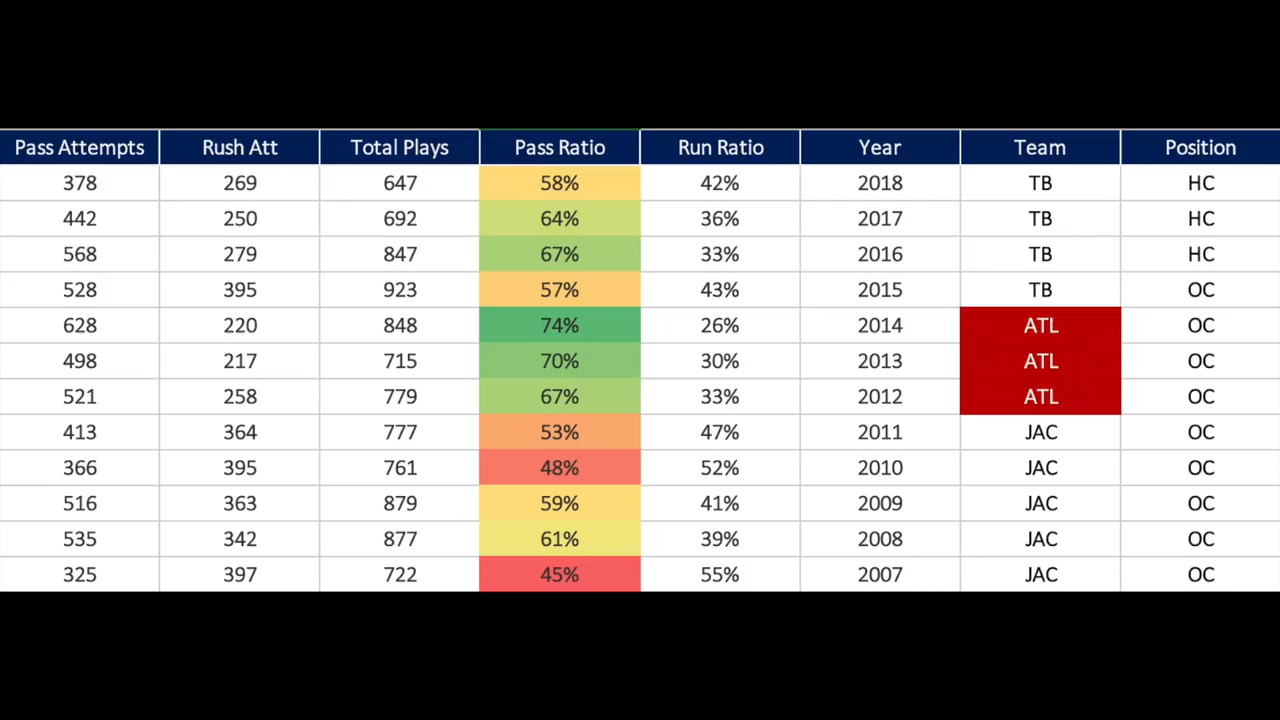 Pass Attempts Rush Att Total Plays Pass Ratio Run Ratio Year Team Position
378 269 647 58% 42% 2018 TB HC
442 250 692 64% 36% 2017 TB HC
568 279 847 67% 33% 2016 TB HC
528 395 923 57% 43% 2015 TB OC
628 220 848 74% 26% 2014 ATL OC
498 217 715 70% 30% 2013 ATL OC
521 258 779 67% 33% 2012 ATL OC
413 364 777 53% 47% 2011 JAC OC
366 395 761 48% 52% 2010 JAC OC
516 363 879 59% 41% 2009 JAC OC
535 342 877 61% 39% 2008 JAC OC
325 397 722 45% 55% 2007 JAC OC